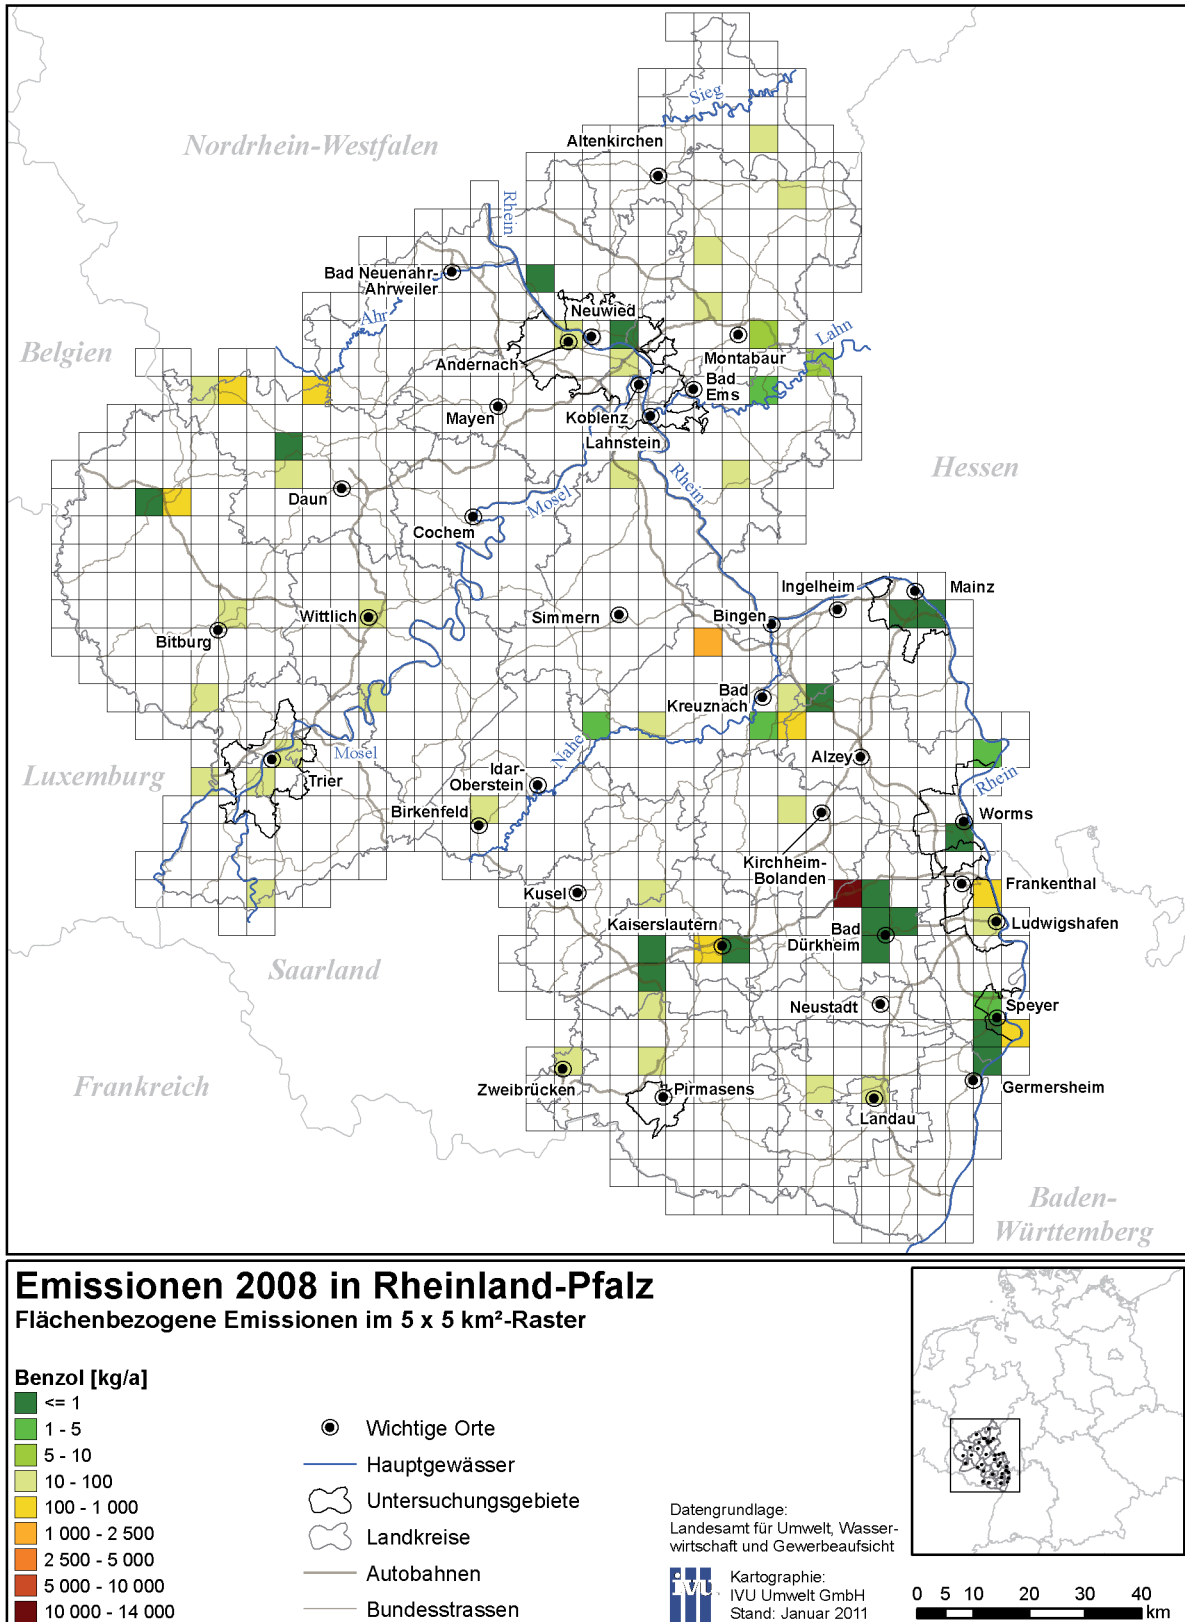 Sieg
Altenkirchen
Nordrhein-Westfalen
Rhein
Bad Neuenahr-
Ahrweiler
Neuwied
Ahr
Lahn
Belgien
Montabaur
Andernach
Bad
Ems
Mayen
Koblenz
Lahnstein
Hessen
Rhein
Daun
Mosel
Cochem
Ingelheim
Mainz
Wittlich
Simmern
Bingen
Bitburg
Bad
Kreuznach
Mosel
Nahe
Alzey
Luxemburg
Trier
Idar-
Oberstein
Rhein
Birkenfeld
Worms
Kirchheim-
Bolanden
Kusel
Frankenthal
Kaiserslautern
Bad
Dürkheim
Ludwigshafen
Saarland
Neustadt
Speyer
Frankreich
Zweibrücken
Pirmasens
Germersheim
Landau
Baden-
Württemberg
Emissionen 2008 in Rheinland-Pfalz
Flächenbezogene Emissionen im 5 x 5 km²-Raster
Benzol [kg/a]
<= 1
1 - 5
5 - 10
10 - 100
100 - 1 000
1 000 - 2 500
2 500 - 5 000
5 000 - 10 000
10 000 - 14 000
Wichtige Orte
Hauptgewässer
Untersuchungsgebiete
Landkreise
Autobahnen
Bundesstrassen
Datengrundlage:
Landesamt für Umwelt, Wasser-
wirtschaft und Gewerbeaufsicht
ivu
Kartographie:
IVU Umwelt GmbH
Stand: Januar 2011
0 5 10 20 30 40
km